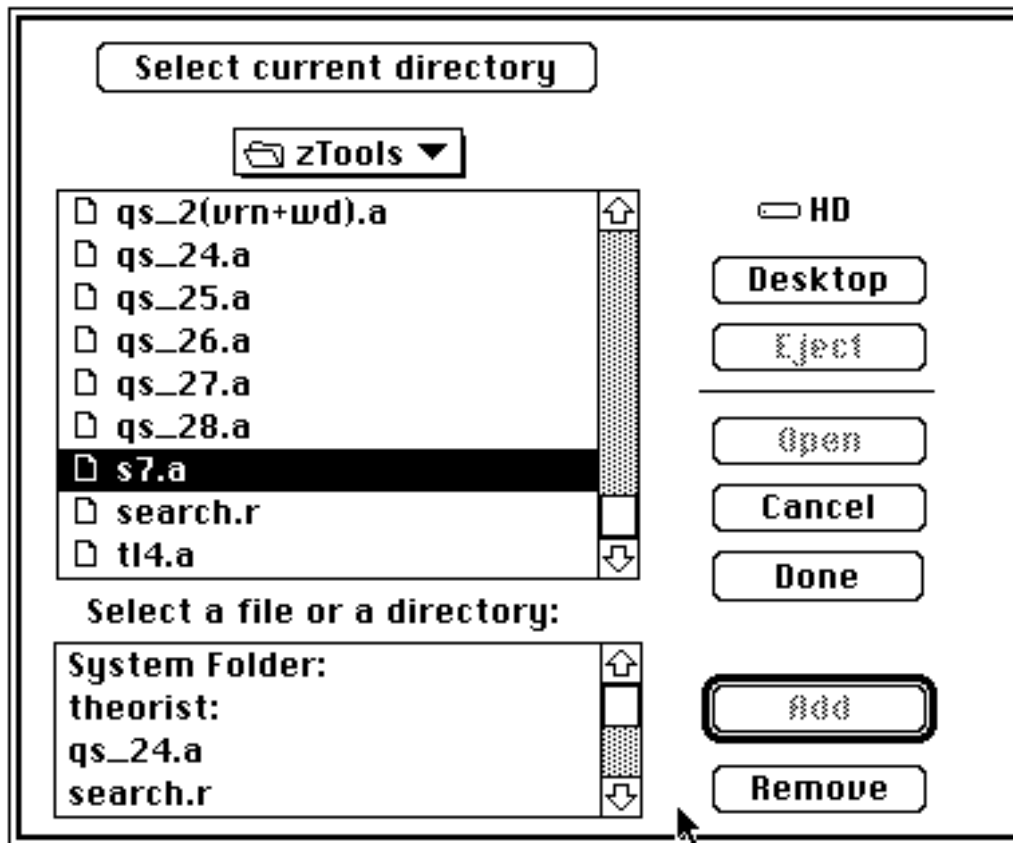 Select current directory
zTools
qs_2(vrn+wd).a
qs_24.a
qs_25.a
qs_26.a
qs_27.a
qs_28.a
s7.a
search.r
tl4.a
HD
Desktop
Eject
Open
Cancel
Done
Select a file or a directory:
System Folder:
theorist:
qs_24.a
search.r
Add
Remove